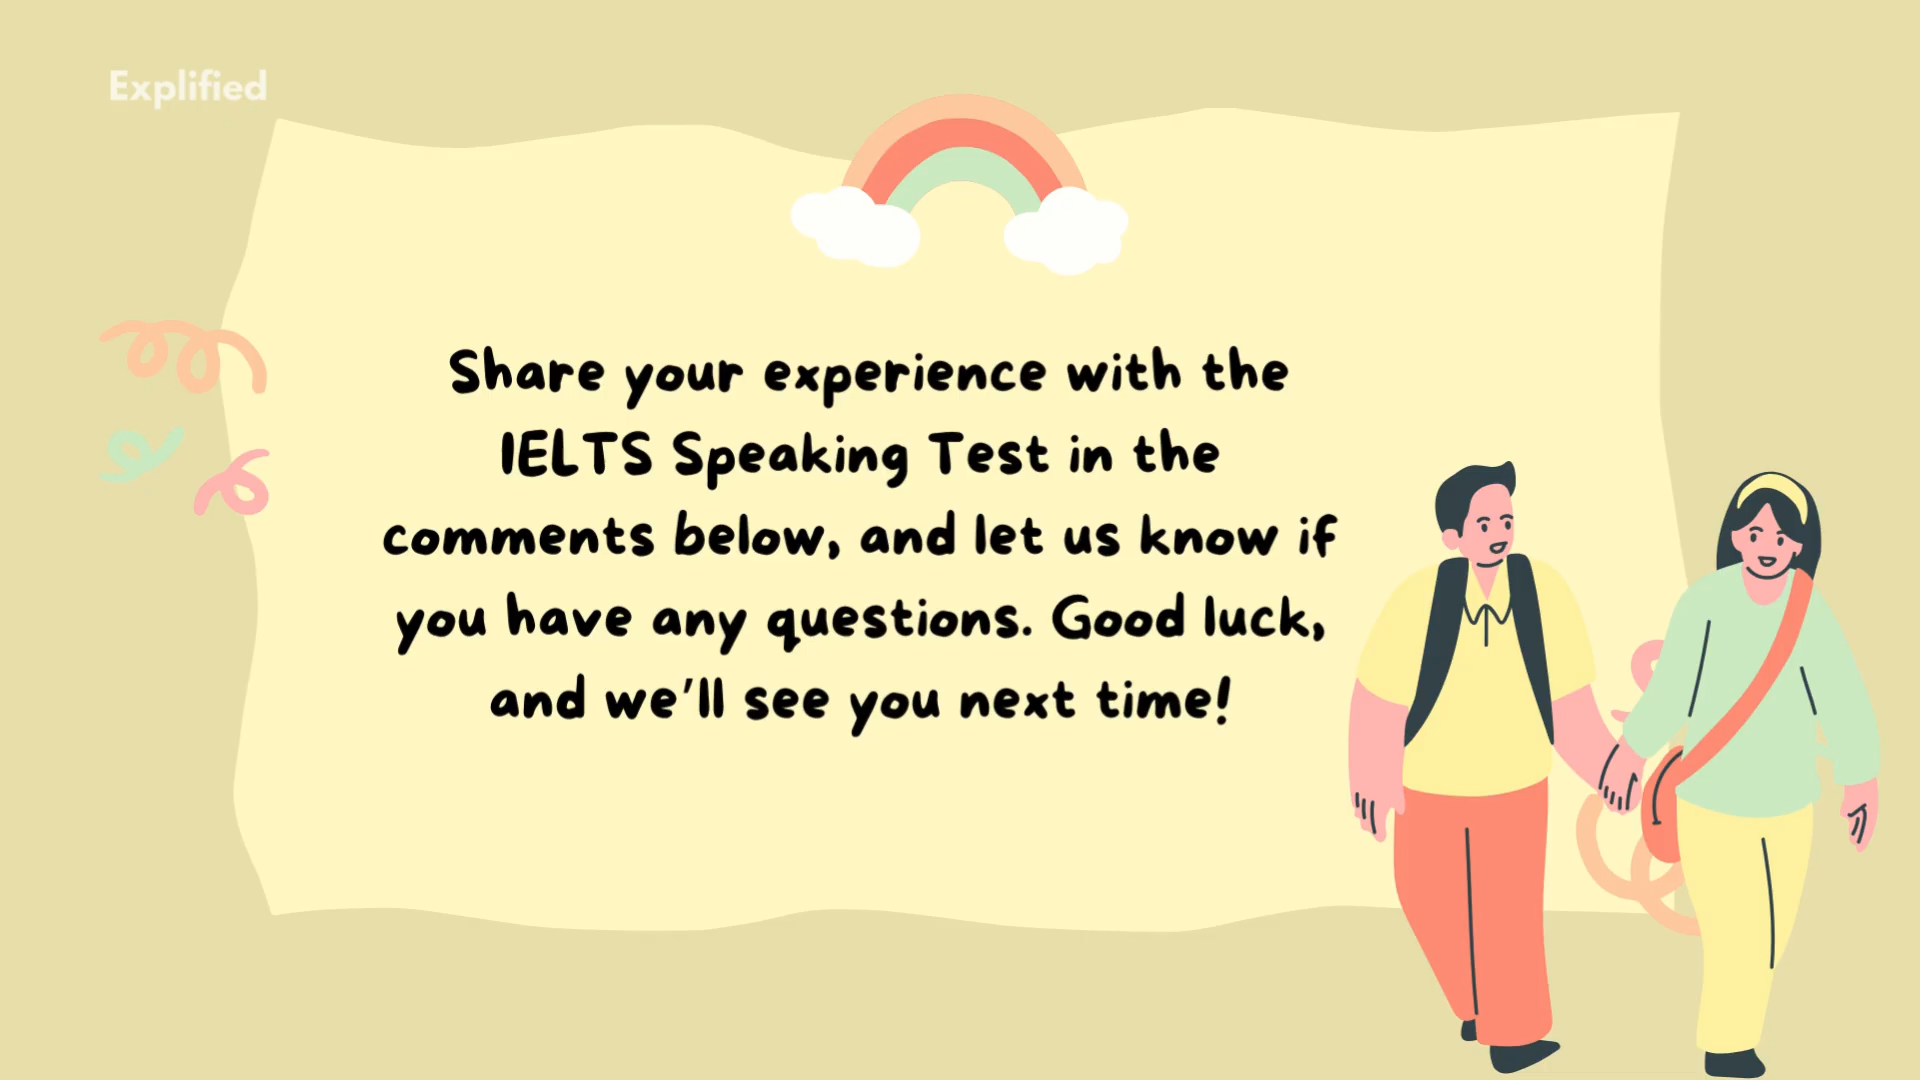 Explified
Share your experience with the
IELTS Speaking Test in the
comments below, and let us know if
you have any questions. Good luck,
and we'll see you next time!